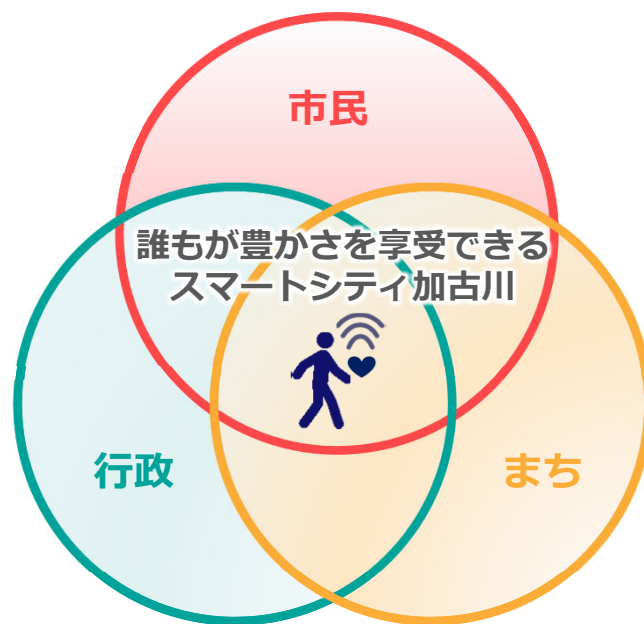 市民
誰もが豊かさを享受できる
スマートシティ加古川
行政
まち